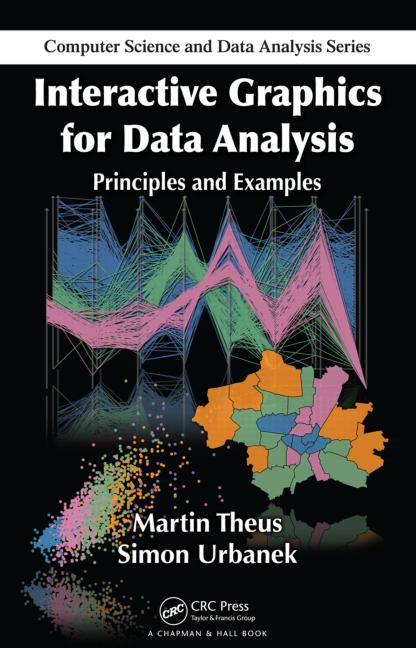 Computer Science and Data Analysis Series
Interactive Graphics
for Data Analysis
Principles and Examples
Martin Theus
Simon Urbanek
CRC
CRC Press
Taylor & Francis Group
A CHAPMAN & HALL BOOK